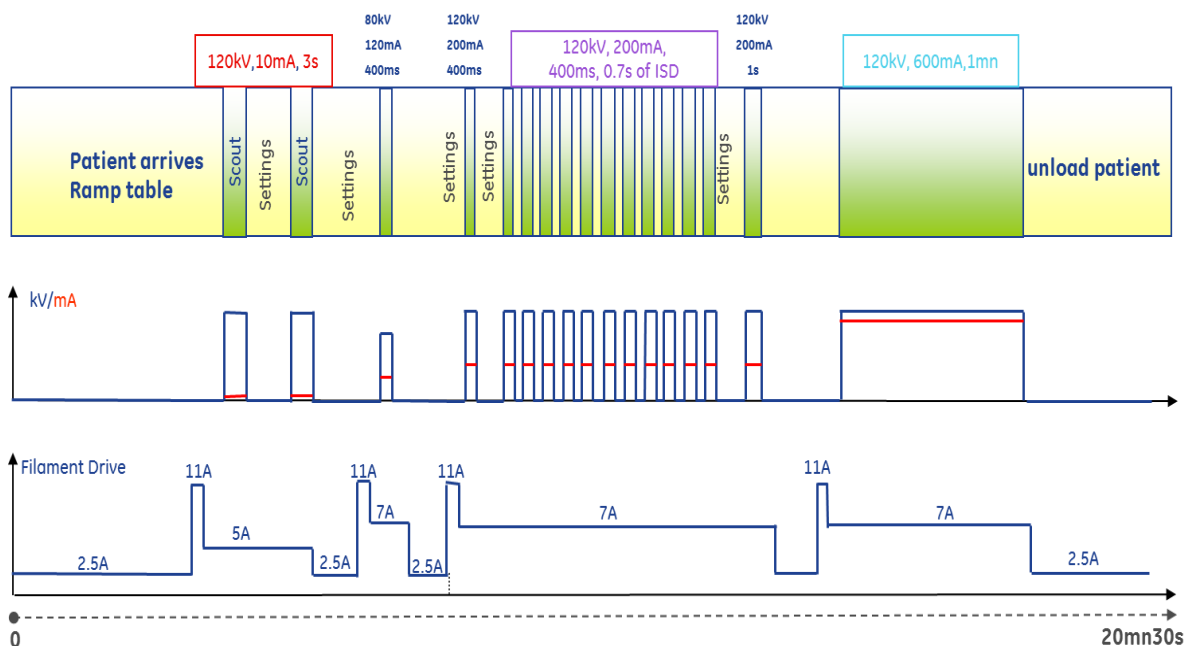 80kV
120mA
400ms
120kV
200mA
400ms
120kV
200mA
1s
120kV,10mA, 3s
120kV, 200mA,
400ms, 0.7s of ISD
120kV, 600mA,1mn
Patient arrives
Ramp table
Scout
Settings
Scout
Settings
Settings
Settings
Settings
unload patient
kV/mA
Filament Drive
11A
11A
11A
11A
5A
7A
7A
7A
2.5A
2.5A
2.5A
2.5A
0
20mn30s